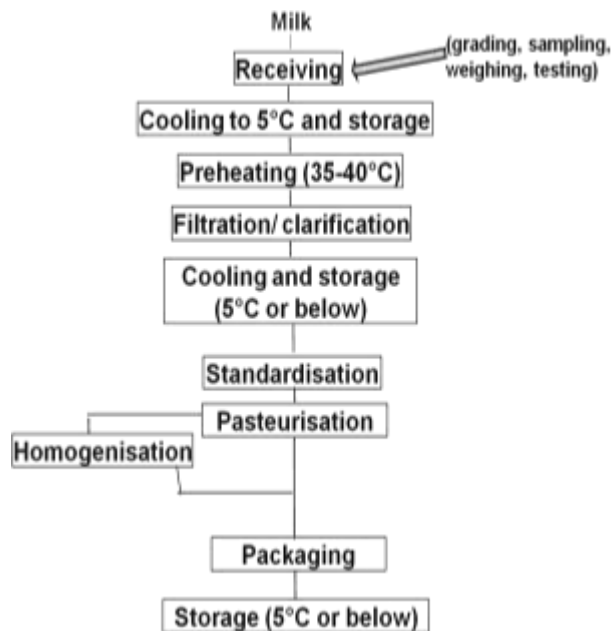 Milk
(grading, sampling,
weighing, testing)
Receiving
Cooling to 5°C and storage
Preheating (35-40°C)
Filtration/ clarification
Cooling and storage
(5°C or below)
Standardisation
Pasteurisation
Homogenisation
Packaging
Storage (5°C or below)